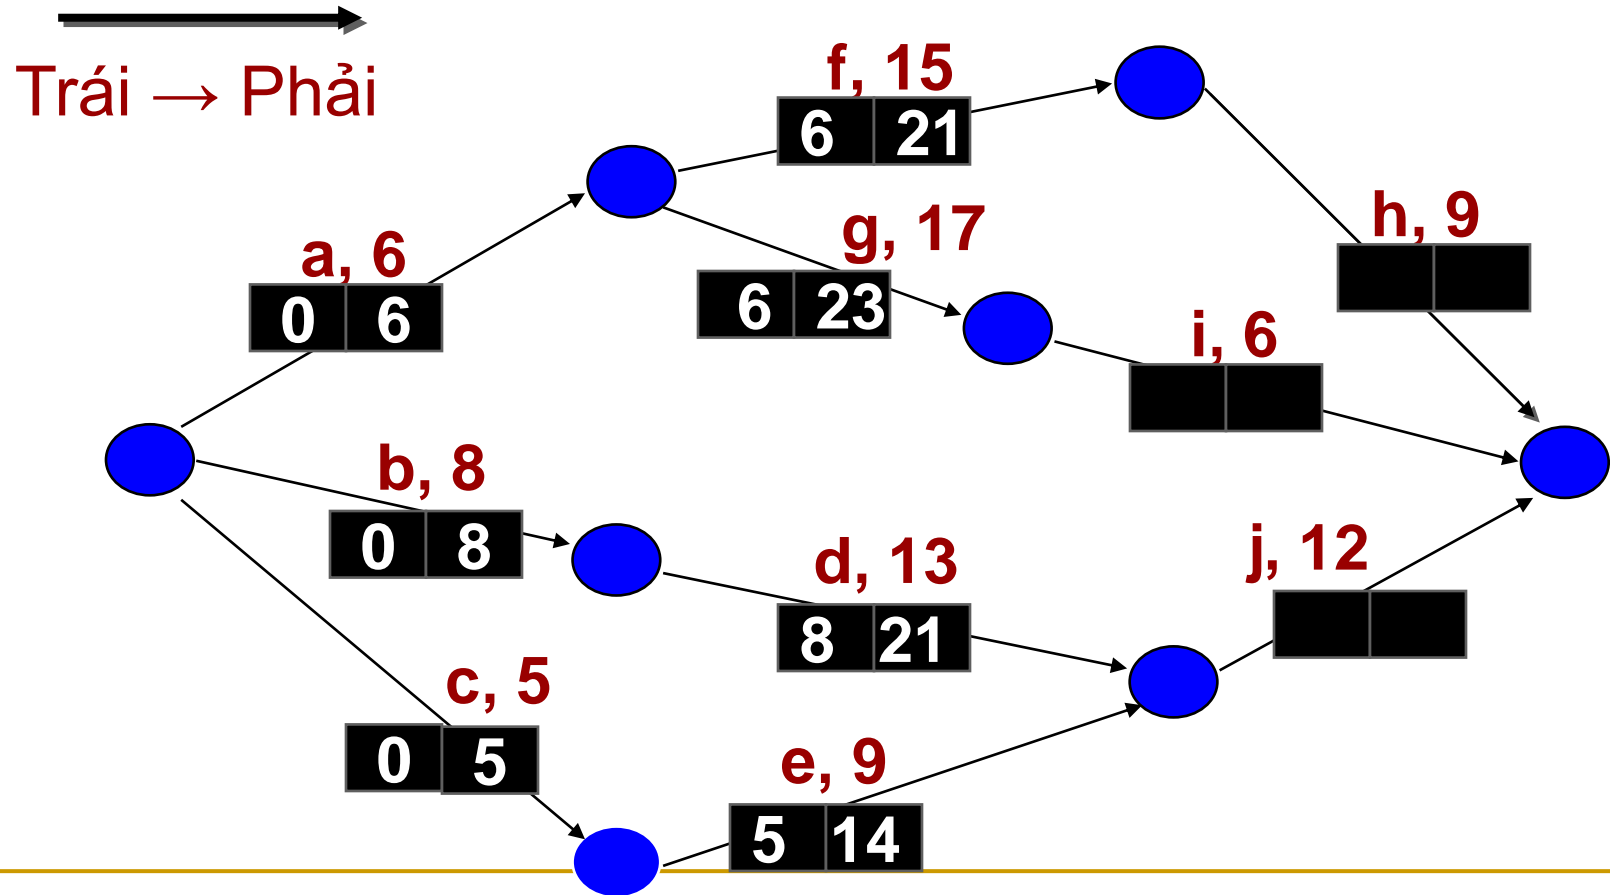 Trái → Phải
f, 15
6 21
h, 9
g, 17
6 23
a, 6
0 6
i, 6
b, 8
0 8
d, 13
8 21
j, 12
c, 5
0 5
e, 9
5 14